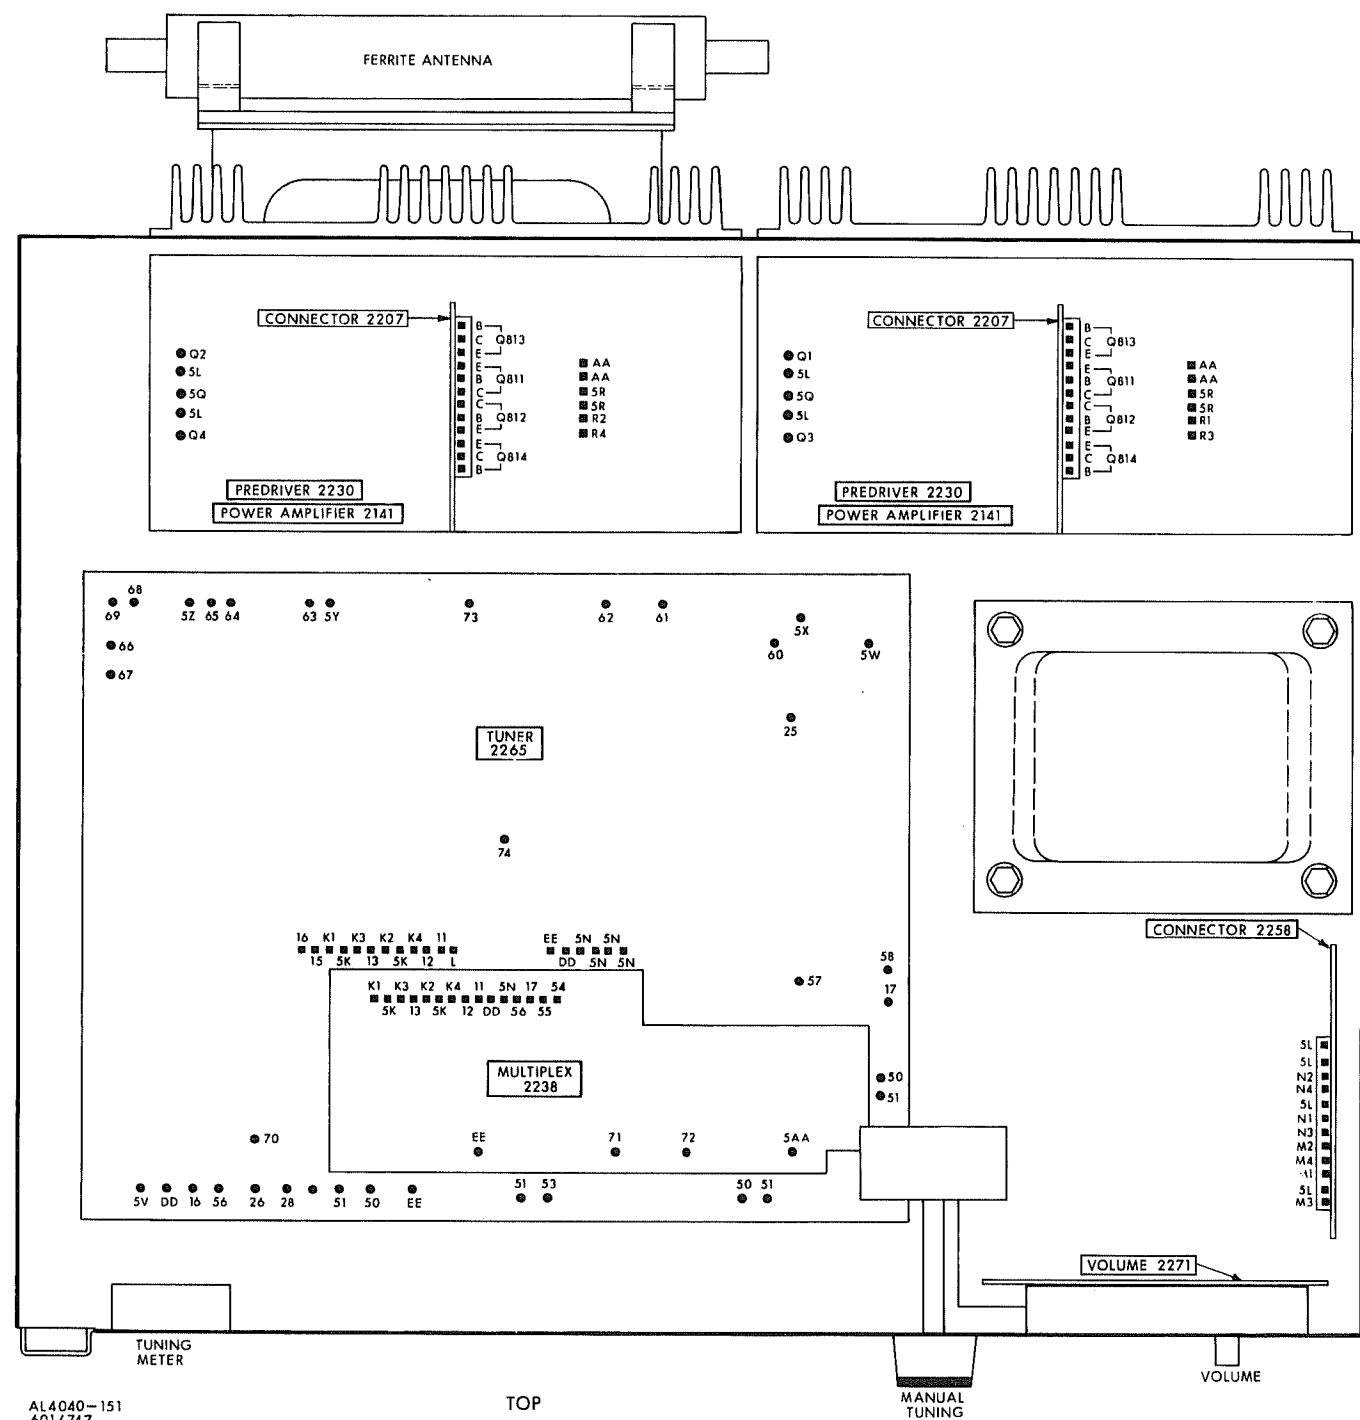 FERRITE ANTENNA
CONNECTOR 2207
B
C Q813
E
E
B Q811
C
C
B Q812
E
E
C Q814
B
Q2
5L
5Q
5L
Q4
AA
AA
5R
5R
R2
R4
PREDRIVER 2230
POWER AMPLIFIER 2141
CONNECTOR 2207
B
C Q813
E
E
B Q811
C
C
B Q812
E
E
C Q814
B
Q1
5L
5Q
5L
Q3
AA
AA
5R
5R
R1
R3
PREDRIVER 2230
POWER AMPLIFIER 2141
68
69 5Z 65 64 63 5Y 73 62 61 5X
66
67
60 5W
25
TUNER
2265
74
16 K1 K3 K2 K4 11
15 5K 13 5K 12 L
EE 5N 5N
DD 5N 5N
K1 K3 K2 K4 11 5N 17 54
5K 13 5K 12 DD 56 55
57
58
17
MULTIPLEX
2238
50
51
70
EE 71 72 5AA
5V DD 16 56 26 28 51 50 EE
51 53
50 51
CONNECTOR 2258
5L
5L
N2
N4
5L
N1
N3
M2
M4
5L
M3
VOLUME 2271
TUNING
METER
MANUAL
TUNING
VOLUME
TOP
AL4040-151